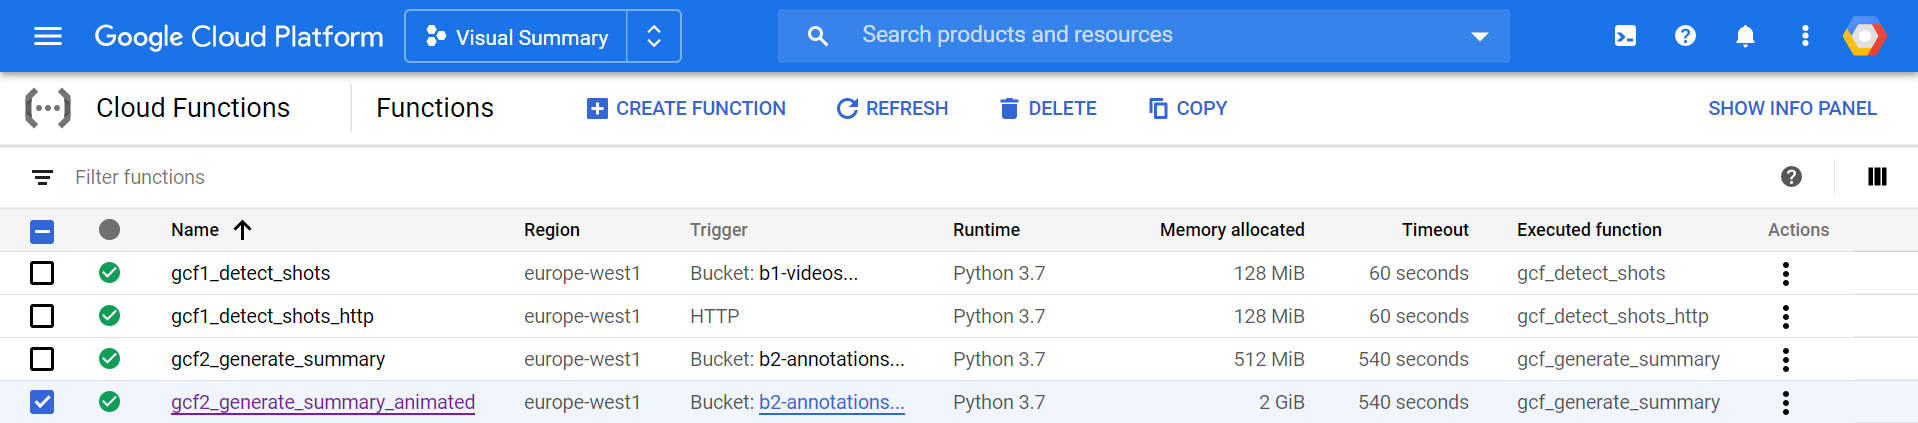 Google Cloud Platform Visual Summary Search products and resources
Cloud Functions Functions CREATE FUNCTION REFRESH DELETE COPY SHOW INFO PANEL
Filter functions
Name Region Trigger Runtime Memory allocated Timeout Executed function Actions
gcf1_detect_shots europe-west1 Bucket: b1-videos... Python 3.7 128 MiB 60 seconds gcf_detect_shots
gcf1_detect_shots_http europe-west1 HTTP Python 3.7 128 MiB 60 seconds gcf_detect_shots_http
gcf2_generate_summary europe-west1 Bucket: b2-annotations... Python 3.7 512 MiB 540 seconds gcf_generate_summary
gcf2_generate_summary_animated europe-west1 Bucket: b2-annotations... Python 3.7 2 GiB 540 seconds gcf_generate_summary